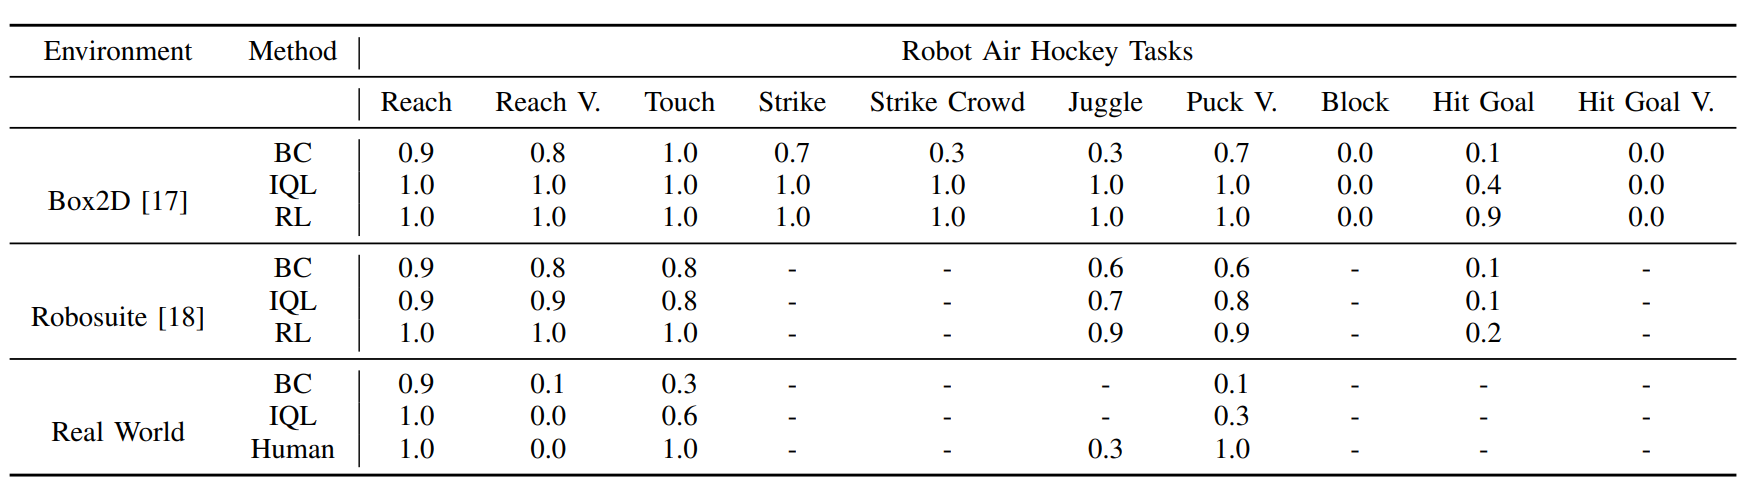 Environment Method Robot Air Hockey Tasks
Reach Reach V. Touch Strike Strike Crowd Juggle Puck V. Block Hit Goal Hit Goal V.
BC 0.9 0.8 1.0 0.7 0.3 0.3 0.7 0.0 0.1 0.0
Box2D [17] IQL 1.0 1.0 1.0 1.0 1.0 1.0 1.0 0.0 0.4 0.0
RL 1.0 1.0 1.0 1.0 1.0 1.0 1.0 0.0 0.9 0.0
BC 0.9 0.8 0.8 - - 0.6 0.6 - 0.1 -
Robosuite [18] IQL 0.9 0.9 0.8 - - 0.7 0.8 - 0.1 -
RL 1.0 1.0 1.0 - - 0.9 0.9 - 0.2 -
BC 0.9 0.1 0.3 - - - 0.1 - - -
Real World IQL 1.0 0.0 0.6 - - - 0.3 - - -
Human 1.0 0.0 1.0 - - 0.3 1.0 - - -